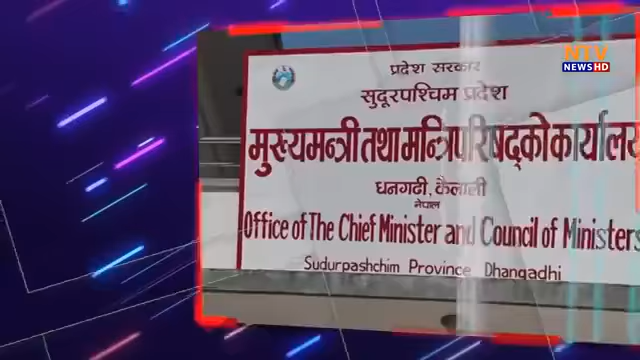 NTV
NEWS HD
प्रदेश सरकार
सुदूरपश्चिम प्रदेश
मुख्यमन्त्री तथा मन्त्रिपरिषद्को कार्यालय
धनगढी, कैलाली
नेपाल
Office of The Chief Minister and Council of Ministers
Sudurpashchim Province Dhangadhi